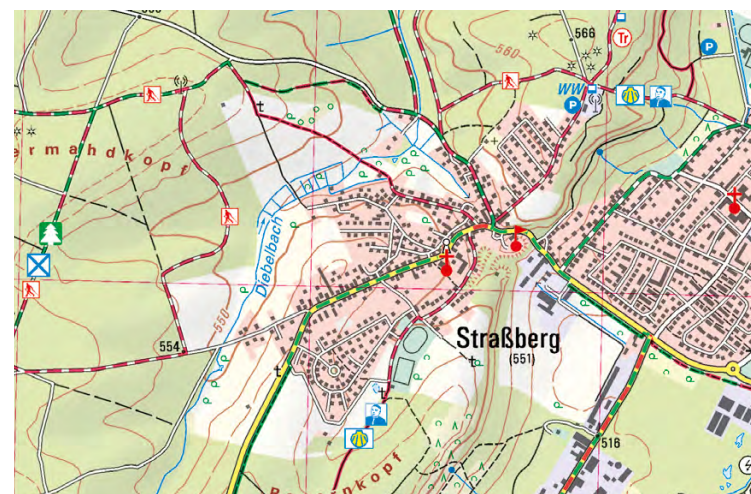 566
560
Tr
P
WW
P
ermahdkopf
Diebelbach
550
554
Straßberg
(551)
516